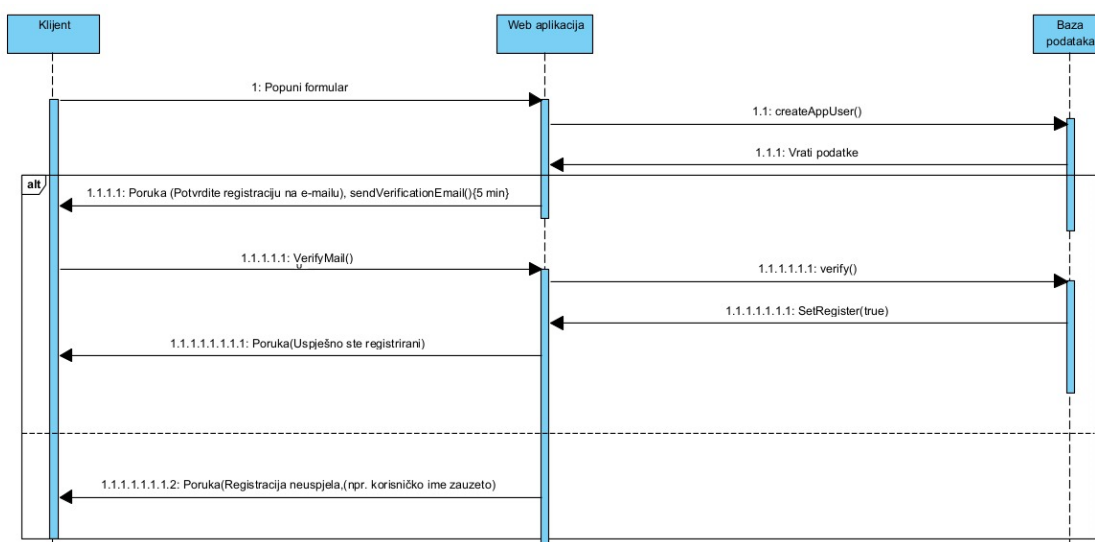 Klijent
Web aplikacija
Baza
podataka
1: Popuni formular
1.1: createAppUser()
1.1.1: Vrati podatke
alt
1.1.1.1: Poruka (Potvrdite registraciju na e-mailu), sendVerificationEmail(){5 min}
1.1.1.1.1: VerifyMail()
1.1.1.1.1.1: verify()
1.1.1.1.1.1.1: SetRegister(true)
1.1.1.1.1.1.1.1: Poruka(Uspješno ste registrirani)
1.1.1.1.1.1.1.2: Poruka(Registracija neuspjela,(npr. korisničko ime zauzeto)